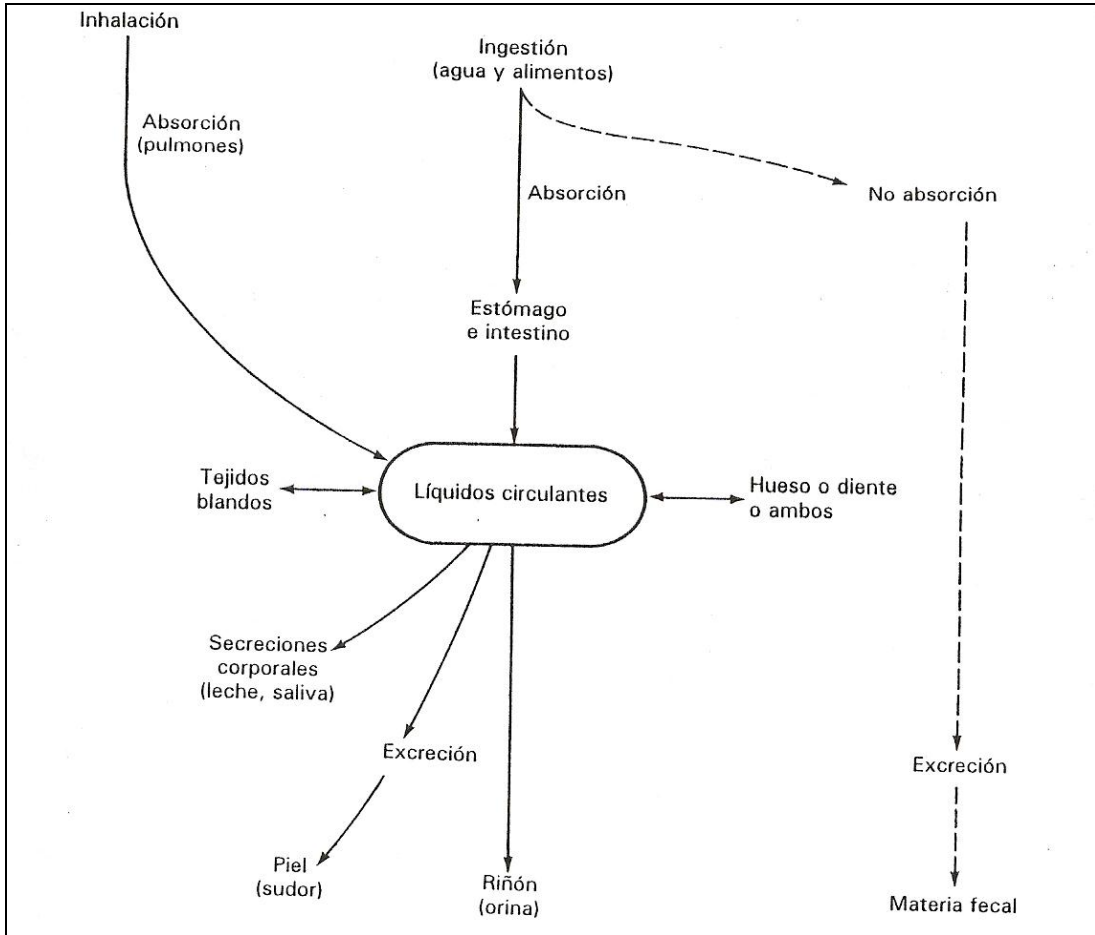 Inhalación
Ingestión
(agua y alimentos)
Absorción
(pulmones)
Absorción
No absorción
Estómago
e intestino
Tejidos
blandos
Líquidos circulantes
Hueso o diente
o ambos
Secreciones
corporales
(leche, saliva)
Excreción
Excreción
Piel
(sudor)
Riñón
(orina)
Materia fecal